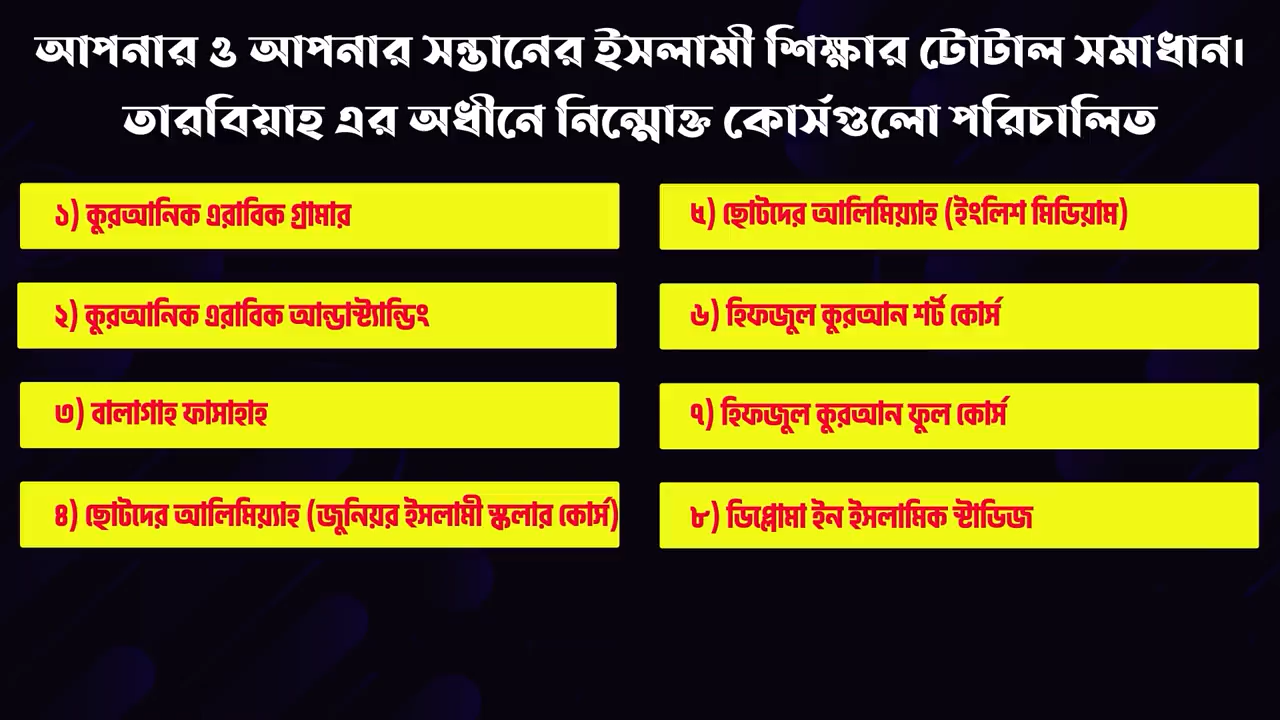 আপনার ও আপনার সন্তানের ইসলামী শিক্ষার টোটাল সমাধান।
তারবিয়াহ এর অধীনে নিন্মোক্ত কোর্সগুলো পরিচালিত
১) কুরআনিক এরাবিক গ্রামার
২) কুরআনিক এরাবিক আন্ডাস্ট্যান্ডিং
৩) বালাগাহ ফাসাহাহ
৪) ছোটদের আলিমিয়্যাহ (জুনিয়র ইসলামী স্কলার কোর্স)
৫) ছোটদের আলিমিয়্যাহ (ইংলিশ মিডিয়াম)
৬) হিফজুল কুরআন শর্ট কোর্স
৭) হিফজুল কুরআন ফুল কোর্স
৮) ডিপ্লোমা ইন ইসলামিক স্টাডিজ